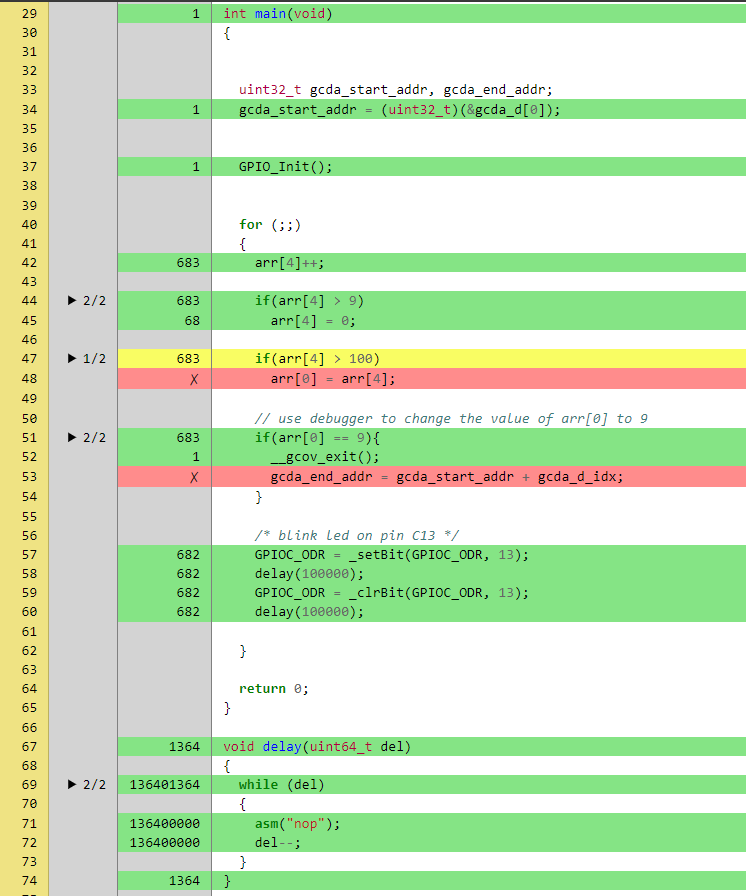 29 1 int main(void)
30 {
31
32
33 uint32_t gcda_start_addr, gcda_end_addr;
34 1 gcda_start_addr = (uint32_t)(&gcda_d[0]);
35
36
37 1 GPIO_Init();
38
39
40 for (;;)
41 {
42 683 arr[4]++;
43
44 ▶ 2/2 683 if(arr[4] > 9)
45 68 arr[4] = 0;
46
47 ▶ 1/2 683 if(arr[4] > 100)
48 X arr[0] = arr[4];
49
50 // use debugger to change the value of arr[0] to 9
51 ▶ 2/2 683 if(arr[0] == 9){
52 1 __gcov_exit();
53 X gcda_end_addr = gcda_start_addr + gcda_d_idx;
54 }
55
56 /* blink led on pin C13 */
57 682 GPIOC_ODR = _setBit(GPIOC_ODR, 13);
58 682 delay(100000);
59 682 GPIOC_ODR = _clrBit(GPIOC_ODR, 13);
60 682 delay(100000);
61
62 }
63
64 return 0;
65 }
66
67 1364 void delay(uint64_t del)
68 {
69 ▶ 2/2 136401364 while (del)
70 {
71 136400000 asm("nop");
72 136400000 del--;
73 }
74 1364 }